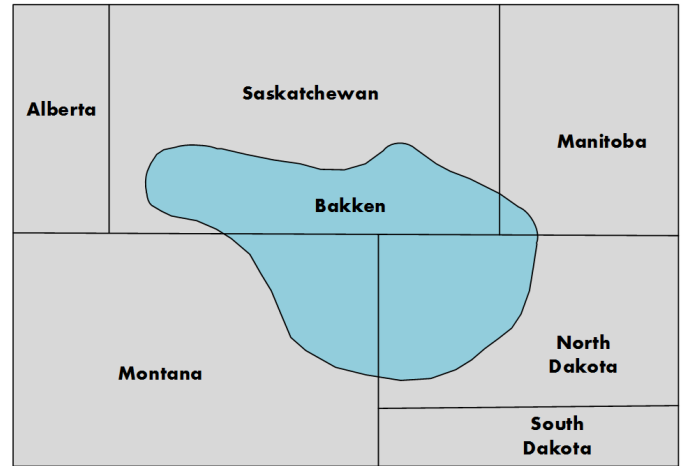 Saskatchewan
Alberta
Manitoba
Bakken
North
Dakota
Montana
South
Dakota